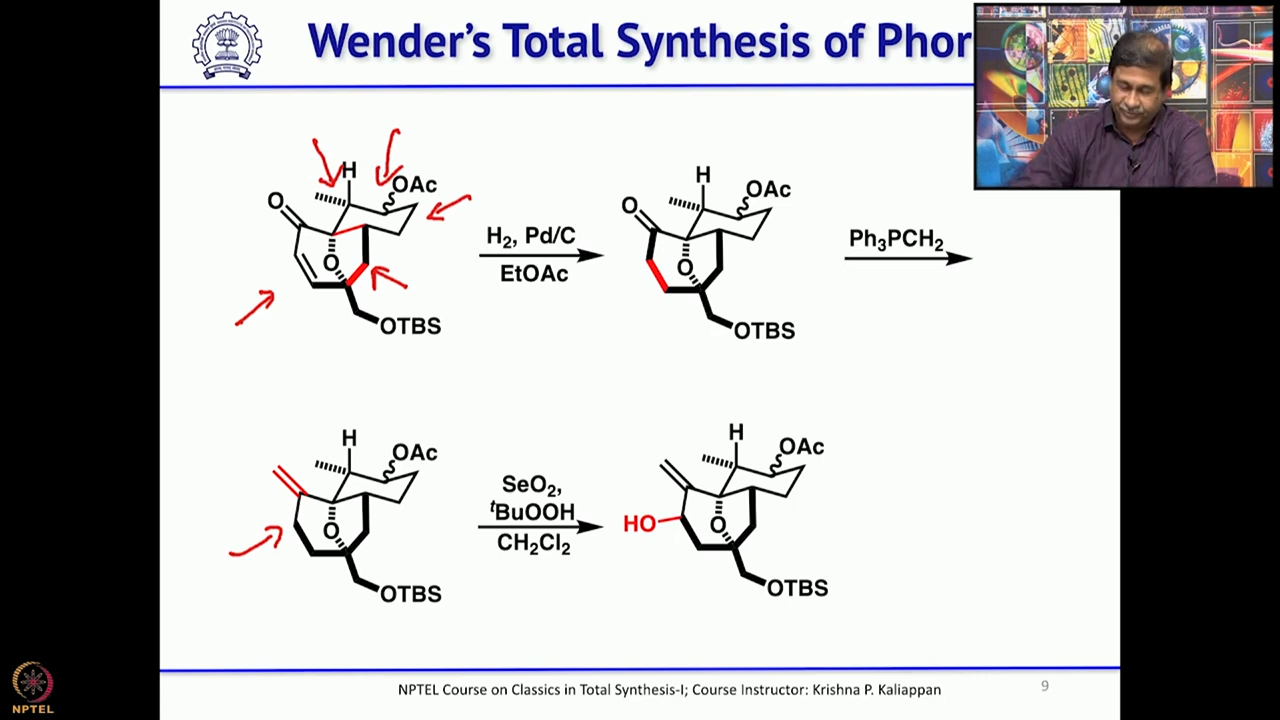 Wender's Total Synthesis of Phor
H
OAc
O
O
OTBS
H₂, Pd/C
EtOAc
H
OAc
O
O
OTBS
Ph₃PCH₂
H
OAc
O
OTBS
SeO₂,
ᵗBuOOH
CH₂Cl₂
H
OAc
HO
O
OTBS
NPTEL Course on Classics in Total Synthesis-I; Course Instructor: Krishna P. Kaliappan
9
NPTEL